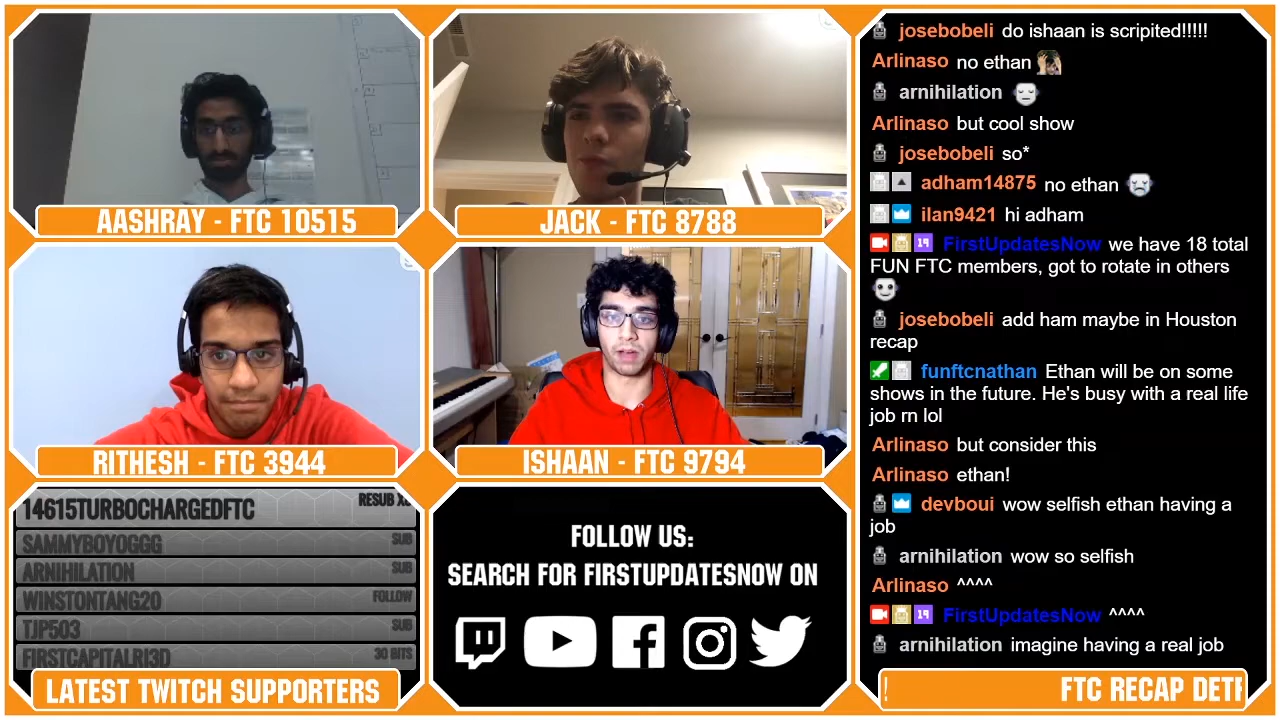 AASHRAY - FTC 10515
JACK - FTC 8788
RITHESH - FTC 3944
ISHAAN - FTC 9794
14615TURBOCHARGEDFTC RESUB
SAMMYBOYOGGG SUB
ARNIHILATION SUB
WINSTONTANG20 FOLLOW
TJP503 SUB
FIRSTCAPITALRI3D 30 BITS
LATEST TWITCH SUPPORTERS
FOLLOW US:
SEARCH FOR FIRSTUPDATESNOW ON
josebobeli do ishaan is scripited!!!!!
Arlinaso no ethan
arnihilation
Arlinaso but cool show
josebobeli so*
adham14875 no ethan
ilan9421 hi adham
19 FirstUpdatesNow we have 18 total
FUN FTC members, got to rotate in others
josebobeli add ham maybe in Houston
recap
funftcnathan Ethan will be on some
shows in the future. He's busy with a real life
job rn lol
Arlinaso but consider this
Arlinaso ethan!
devboui wow selfish ethan having a
job
arnihilation wow so selfish
Arlinaso ^^^^
19 FirstUpdatesNow ^^^^
arnihilation imagine having a real job
! FTC RECAP DETR